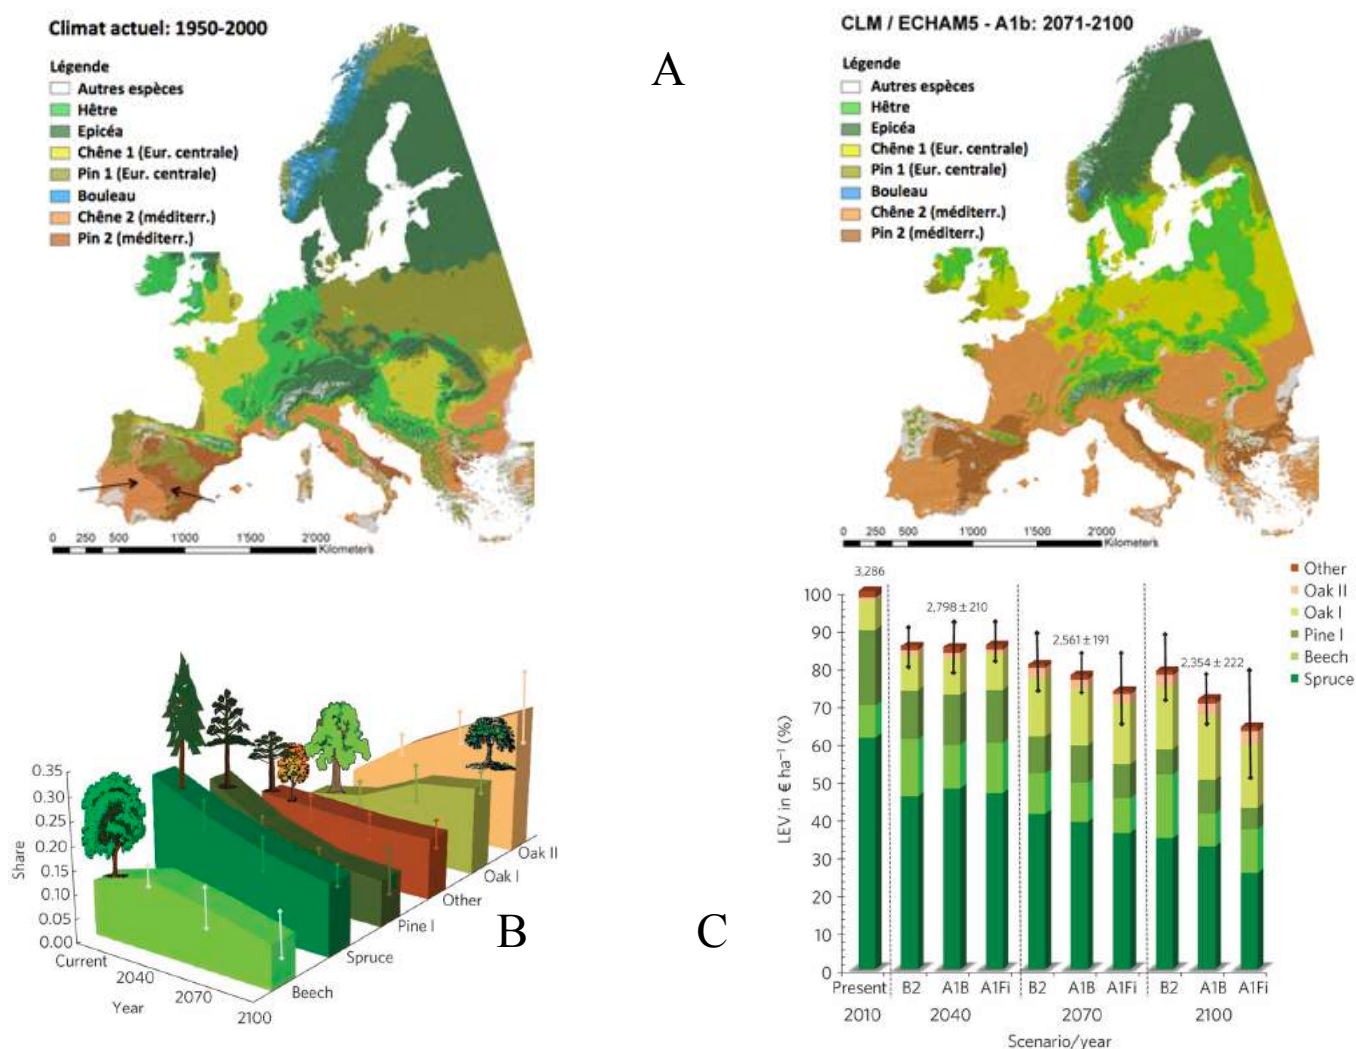 Climat actuel: 1950-2000
Légende
Autres espèces
Hêtre
Epicéa
Chêne 1 (Eur. centrale)
Pin 1 (Eur. centrale)
Bouleau
Chêne 2 (méditerr.)
Pin 2 (méditerr.)
0 250 500 1'000 1'500 2'000
Kilometers
A
CLM / ECHAM5 - A1b: 2071-2100
Légende
Autres espèces
Hêtre
Epicéa
Chêne 1 (Eur. centrale)
Pin 1 (Eur. centrale)
Bouleau
Chêne 2 (méditerr.)
Pin 2 (méditerr.)
0 250 500 1'000 1'500 2'000
Kilometers
0.35
0.30
0.25
0.20
0.15
0.10
0.05
0.00
Share
Current
2040
2070
2100
Year
Beech
Spruce
Pine I
Other
Oak I
Oak II
B
C
3,286
2,798 ± 210
2,561 ± 191
2,354 ± 222
Other
Oak II
Oak I
Pine I
Beech
Spruce
100
90
80
70
60
50
40
30
20
10
0
LEV in € ha⁻¹ (%)
Present B2 A1B A1Fi B2 A1B A1Fi B2 A1B A1Fi
2010 2040 2070 2100
Scenario/year